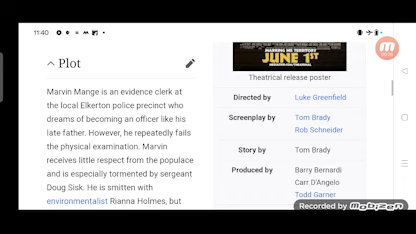 11:40
MARKING HIS TERRITORY
JUNE 1ST
Theatrical release poster
Plot
Marvin Mange is an evidence clerk at
the local Elkerton police precinct who
dreams of becoming an officer like his
late father. However, he repeatedly fails
the physical examination. Marvin
receives little respect from the populace
and is especially tormented by sergeant
Doug Sisk. He is smitten with
environmentalist Rianna Holmes, but
Directed by Luke Greenfield
Screenplay by Tom Brady
Rob Schneider
Story by Tom Brady
Produced by Barry Bernardi
Carr D'Angelo
Todd Garner
Recorded by Mobizen